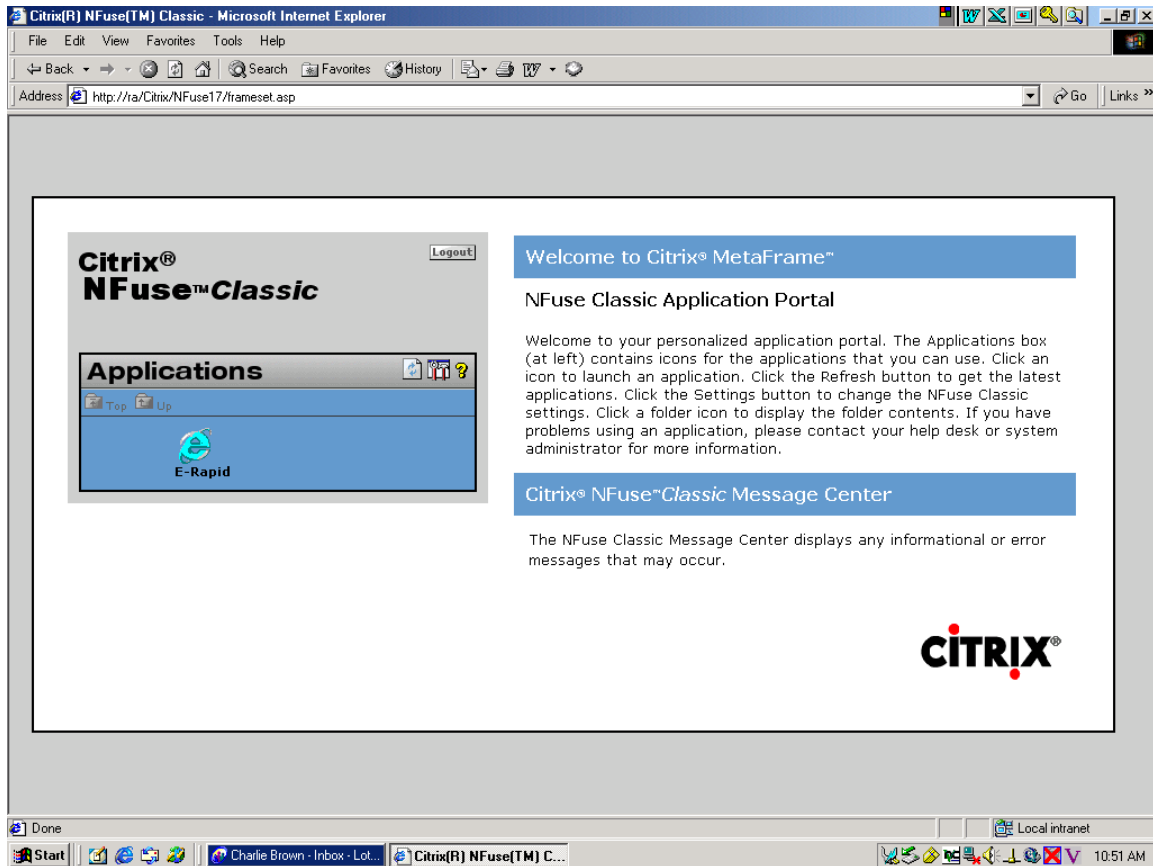 Citrix(R) NFuse(TM) Classic - Microsoft Internet Explorer
File Edit View Favorites Tools Help
Back Search Favorites History
Address http://ra/Citrix/NFuse17/frameset.asp Go Links »
Citrix®
NFuse™Classic
Logout
Applications
Top Up
E-Rapid
Welcome to Citrix® MetaFrame™
NFuse Classic Application Portal
Welcome to your personalized application portal. The Applications box
(at left) contains icons for the applications that you can use. Click an
icon to launch an application. Click the Refresh button to get the latest
applications. Click the Settings button to change the NFuse Classic
settings. Click a folder icon to display the folder contents. If you have
problems using an application, please contact your help desk or system
administrator for more information.
Citrix® NFuse™Classic Message Center
The NFuse Classic Message Center displays any informational or error
messages that may occur.
CITRIX®
Done Local intranet
Start Charlie Brown - Inbox - Lot... Citrix(R) NFuse(TM) C... 10:51 AM